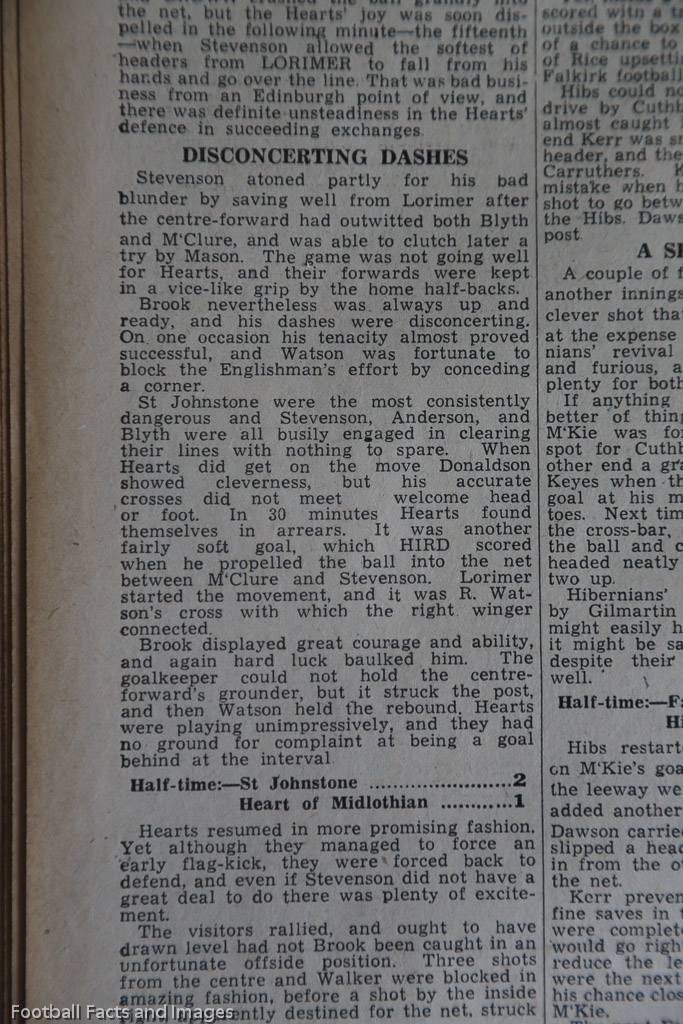 the net, but the Hearts' joy was soon dis-
pelled in the following minute—the fifteenth
—when Stevenson allowed the softest of
headers from LORIMER to fall from his
hands and go over the line. That was bad busi-
ness from an Edinburgh point of view, and
there was definite unsteadiness in the Hearts'
defence in succeeding exchanges.
DISCONCERTING DASHES
Stevenson atoned partly for his bad
blunder by saving well from Lorimer after
the centre-forward had outwitted both Blyth
and M'Clure, and was able to clutch later a
try by Mason. The game was not going well
for Hearts, and their forwards were kept
in a vice-like grip by the home half-backs.
Brook nevertheless was always up and
ready, and his dashes were disconcerting.
On one occasion his tenacity almost proved
successful, and Watson was fortunate to
block the Englishman's effort by conceding
a corner.
St Johnstone were the most consistently
dangerous and Stevenson, Anderson, and
Blyth were all busily engaged in clearing
their lines with nothing to spare. When
Hearts did get on the move Donaldson
showed cleverness, but his accurate
crosses did not meet welcome head
or foot. In 30 minutes Hearts found
themselves in arrears. It was another
fairly soft goal, which HIRD scored
when he propelled the ball into the net
between M'Clure and Stevenson. Lorimer
started the movement, and it was R. Wat-
son's cross with which the right winger
connected.
Brook displayed great courage and ability,
and again hard luck baulked him. The
goalkeeper could not hold the centre-
forward's grounder, but it struck the post,
and then Watson held the rebound. Hearts
were playing unimpressively, and they had
no ground for complaint at being a goal
behind at the interval.
Half-time:—St Johnstone ......................2
Heart of Midlothian ............1
Hearts resumed in more promising fashion.
Yet although they managed to force an
early flag-kick, they were forced back to
defend, and even if Stevenson did not have a
great deal to do there was plenty of excite-
ment.
The visitors rallied, and ought to have
drawn level had not Brook been caught in an
unfortunate offside position. Three shots
from the centre and Walker were blocked in
amazing fashion, before a shot by the inside
destined for the net, struck
scored with a
outside the box
of a chance to
of Rice upsetti
Falkirk football
Hibs could no
drive by Cuthb
almost caught
end Kerr was
header, and the
Carruthers.
mistake when h
shot to go betw
the Hibs. Daws
post.
A S
A couple of f
another innings
clever shot tha
at the expense
nians' revival
and furious, a
plenty for both
If anything
better of thing
M'Kie was fo
spot for Cuthb
other end a gra
Keyes when th
goal at his m
toes. Next tim
the cross-bar,
the ball and c
headed neatly
two up.
Hibernians'
by Gilmartin
might easily h
it might be sa
despite their
well.
Half-time:—Fa
Hi
Hibs restart
on M'Kie's goa
the leeway we
added another
Dawson carrie
slipped a head
in from the o
the net.
Kerr preven
fine saves in t
were complete
would go righ
reduce the le
were the next
his chance clos
M'Kie.
Football Facts and Images